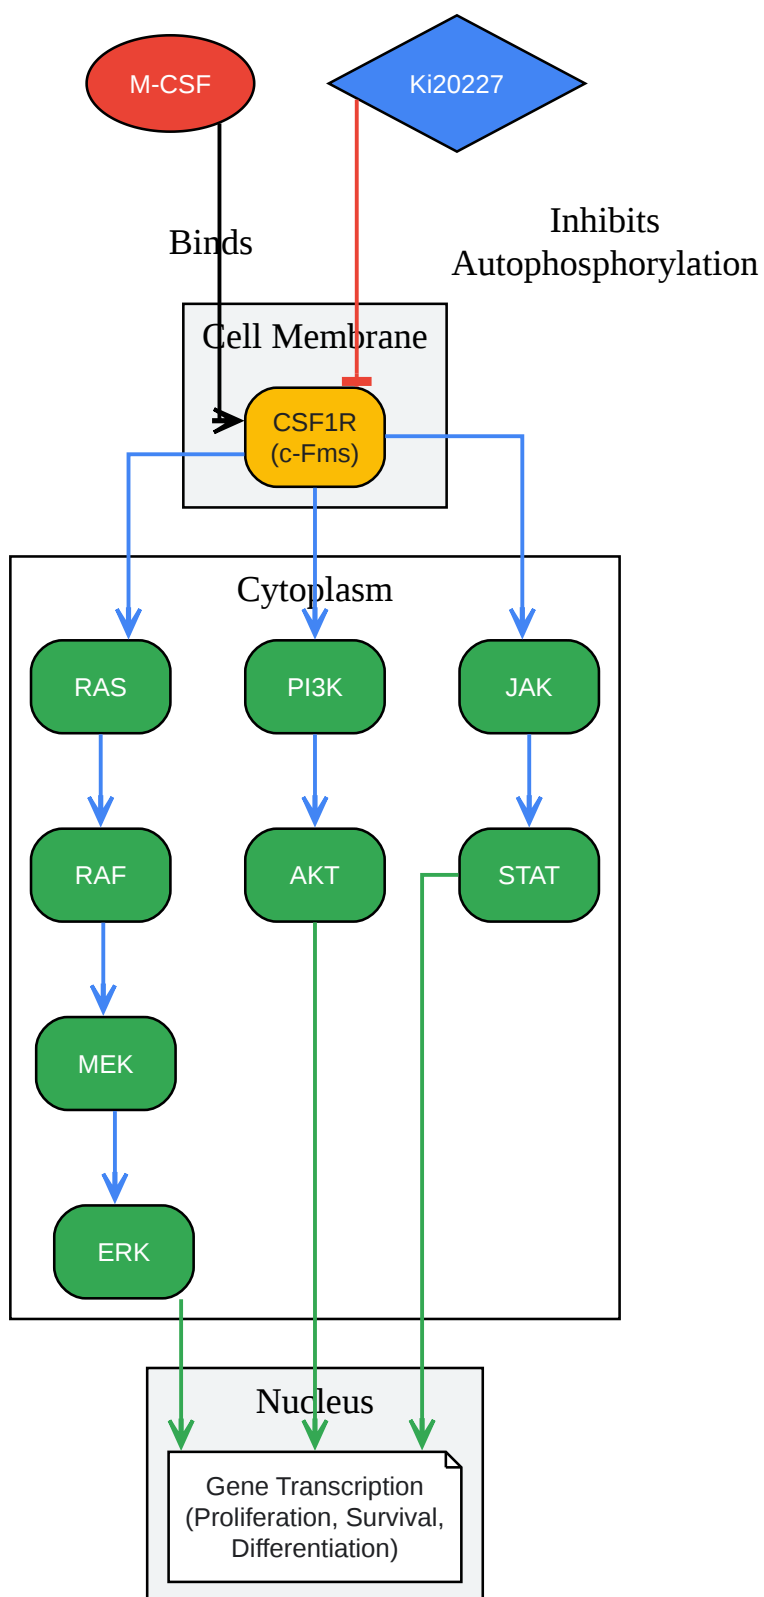 M-CSF
Ki20227
Binds
Inhibits
Autophosphorylation
Cell Membrane
CSF1R
(c-Fms)
Cytoplasm
RAS
PI3K
JAK
RAF
AKT
STAT
MEK
ERK
Nucleus
Gene Transcription
(Proliferation, Survival,
Differentiation)